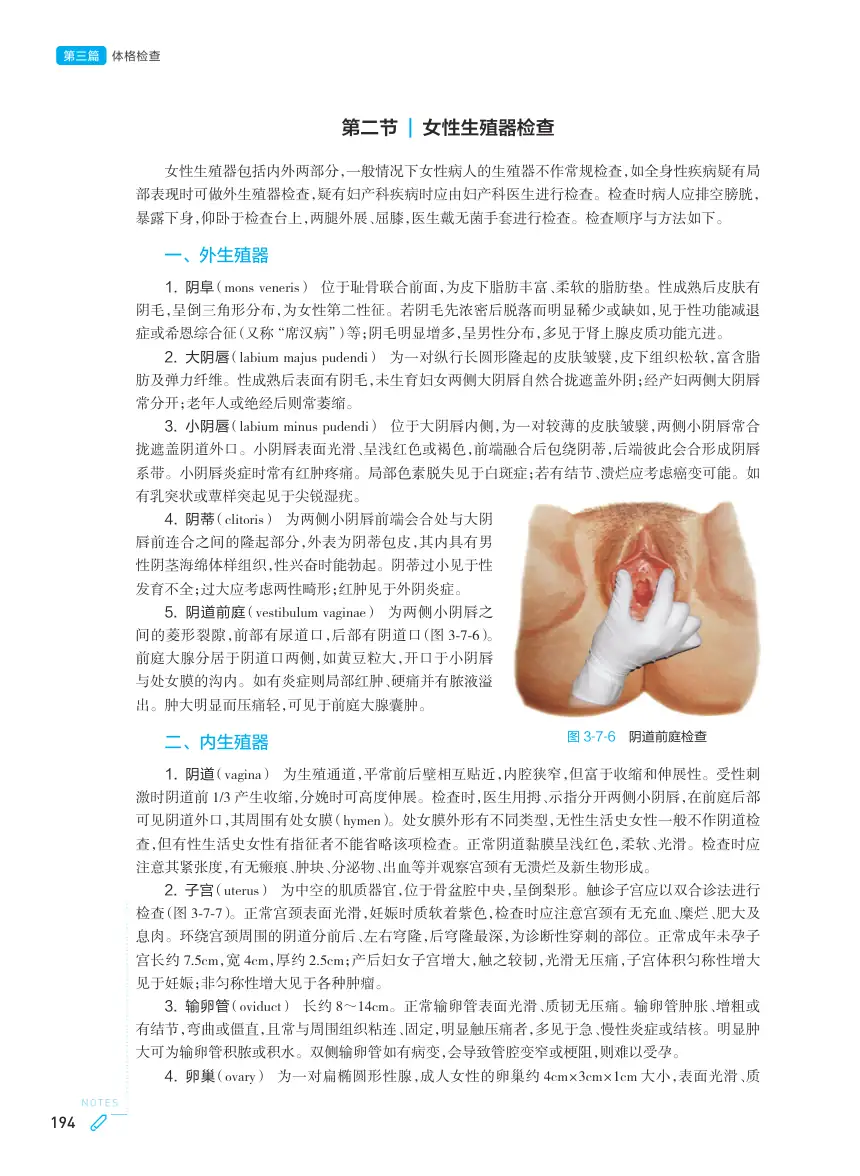 第三篇 体格检查
第二节 | 女性生殖器检查
女性生殖器包括内外两部分,一般情况下女性病人的生殖器不作常规检查,如全身性疾病疑有局
部表现时可做外生殖器检查,疑有妇产科疾病时应由妇产科医生进行检查。检查时病人应排空膀胱,
暴露下身,仰卧于检查台上,两腿外展、屈膝,医生戴无菌手套进行检查。检查顺序与方法如下。
一、外生殖器
1. 阴阜(mons veneris) 位于耻骨联合前面,为皮下脂肪丰富、柔软的脂肪垫。性成熟后皮肤有
阴毛,呈倒三角形分布,为女性第二性征。若阴毛先浓密后脱落而明显稀少或缺如,见于性功能减退
症或希恩综合征(又称“席汉病”)等;阴毛明显增多,呈男性分布,多见于肾上腺皮质功能亢进。
2. 大阴唇(labium majus pudendi) 为一对纵行长圆形隆起的皮肤皱襞,皮下组织松软,富含脂
肪及弹力纤维。性成熟后表面有阴毛,未生育妇女两侧大阴唇自然合拢遮盖外阴;经产妇两侧大阴唇
常分开;老年人或绝经后则常萎缩。
3. 小阴唇(labium minus pudendi) 位于大阴唇内侧,为一对较薄的皮肤皱襞,两侧小阴唇常合
拢遮盖阴道外口。小阴唇表面光滑、呈浅红色或褐色,前端融合后包绕阴蒂,后端彼此会合形成阴唇
系带。小阴唇炎症时常有红肿疼痛。局部色素脱失见于白斑症;若有结节、溃烂应考虑癌变可能。如
有乳突状或蕈样突起见于尖锐湿疣。
4. 阴蒂(clitoris) 为两侧小阴唇前端会合处与大阴
唇前连合之间的隆起部分,外表为阴蒂包皮,其内具有男
性阴茎海绵体样组织,性兴奋时能勃起。阴蒂过小见于性
发育不全;过大应考虑两性畸形;红肿见于外阴炎症。
5. 阴道前庭(vestibulum vaginae) 为两侧小阴唇之
间的菱形裂隙,前部有尿道口,后部有阴道口(图 3-7-6)。
前庭大腺分居于阴道口两侧,如黄豆粒大,开口于小阴唇
与处女膜的沟内。如有炎症则局部红肿、硬痛并有脓液溢
出。肿大明显而压痛轻,可见于前庭大腺囊肿。
图 3-7-6 阴道前庭检查
二、内生殖器
1. 阴道(vagina) 为生殖通道,平常前后壁相互贴近,内腔狭窄,但富于收缩和伸展性。受性刺
激时阴道前 1/3 产生收缩,分娩时可高度伸展。检查时,医生用拇、示指分开两侧小阴唇,在前庭后部
可见阴道外口,其周围有处女膜(hymen)。处女膜外形有不同类型,无性生活史女性一般不作阴道检
查,但有性生活史女性有指征者不能省略该项检查。正常阴道黏膜呈浅红色,柔软、光滑。检查时应
注意其紧张度,有无瘢痕、肿块、分泌物、出血等并观察宫颈有无溃烂及新生物形成。
2. 子宫(uterus) 为中空的肌质器官,位于骨盆腔中央,呈倒梨形。触诊子宫应以双合诊法进行
检查(图 3-7-7)。正常宫颈表面光滑,妊娠时质软着紫色,检查时应注意宫颈有无充血、糜烂、肥大及
息肉。环绕宫颈周围的阴道分前后、左右穹隆,后穹隆最深,为诊断性穿刺的部位。正常成年未孕子
宫长约 7.5cm,宽 4cm,厚约 2.5cm;产后妇女子宫增大,触之较韧,光滑无压痛,子宫体积匀称性增大
见于妊娠;非匀称性增大见于各种肿瘤。
3. 输卵管(oviduct) 长约 8～14cm。正常输卵管表面光滑、质韧无压痛。输卵管肿胀、增粗或
有结节,弯曲或僵直,且常与周围组织粘连、固定,明显触压痛者,多见于急、慢性炎症或结核。明显肿
大可为输卵管积脓或积水。双侧输卵管如有病变,会导致管腔变窄或梗阻,则难以受孕。
4. 卵巢(ovary) 为一对扁椭圆形性腺,成人女性的卵巢约 4cm×3cm×1cm 大小,表面光滑、质
NOTES
194